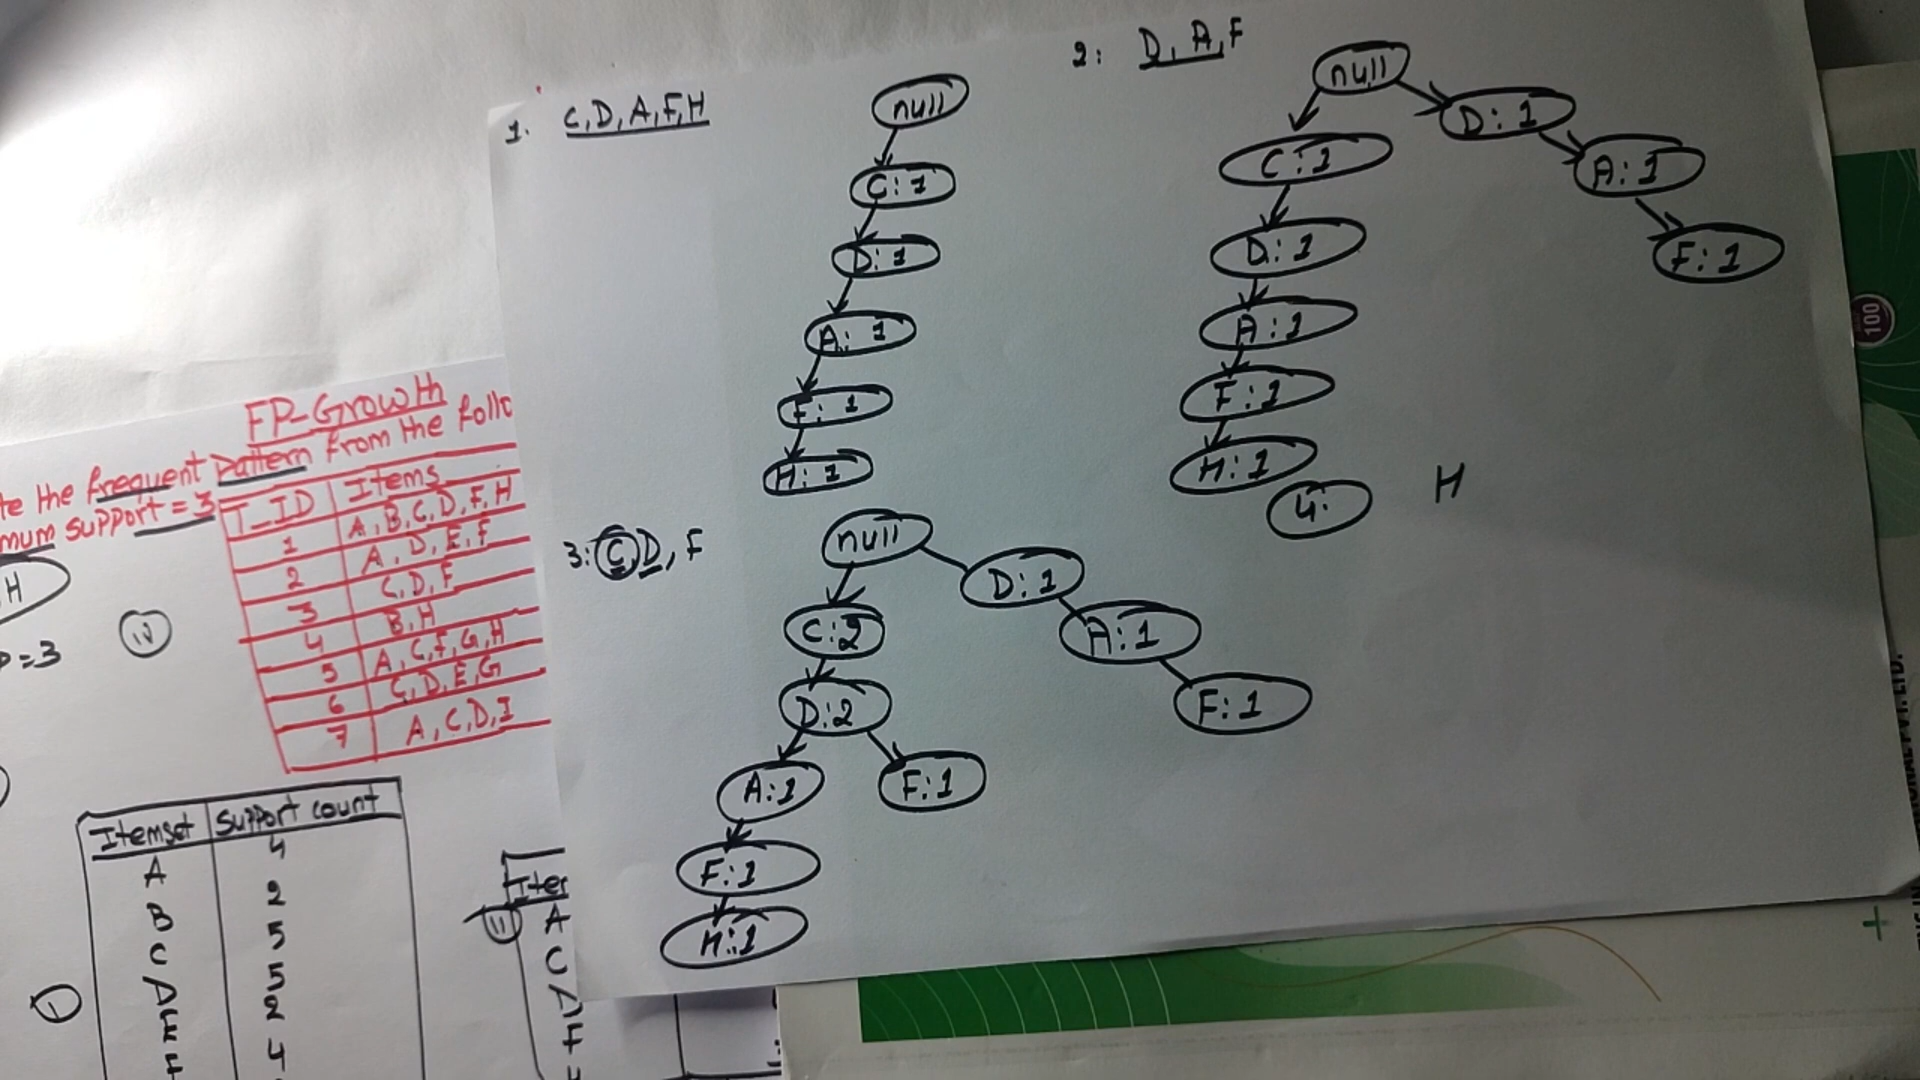 1. C,D,A,F,H
null
C:1
D:1
A:1
F:1
H:1
2: D,A,F
null
D:1
C:1
A:1
D:1
F:1
A:1
F:1
H:1
4:
H
3: C,D,F
null
D:1
C:2
A:1
D:2
F:1
A:1
F:1
F:1
H:1
FP-Growth
te the frequent pattern from the follo
mum support=3
H
=3
iv
T_ID Items
1 A,B,C,D,F,H
2 A,D,E,F
3 C,D,F
4 B,H
5 A,C,F,G,H
6 C,D,E,G
7 A,C,D,I
Itemset Support count
A 4
B 2
C 5
D 5
E 2
F 4
A
C
D
F
100